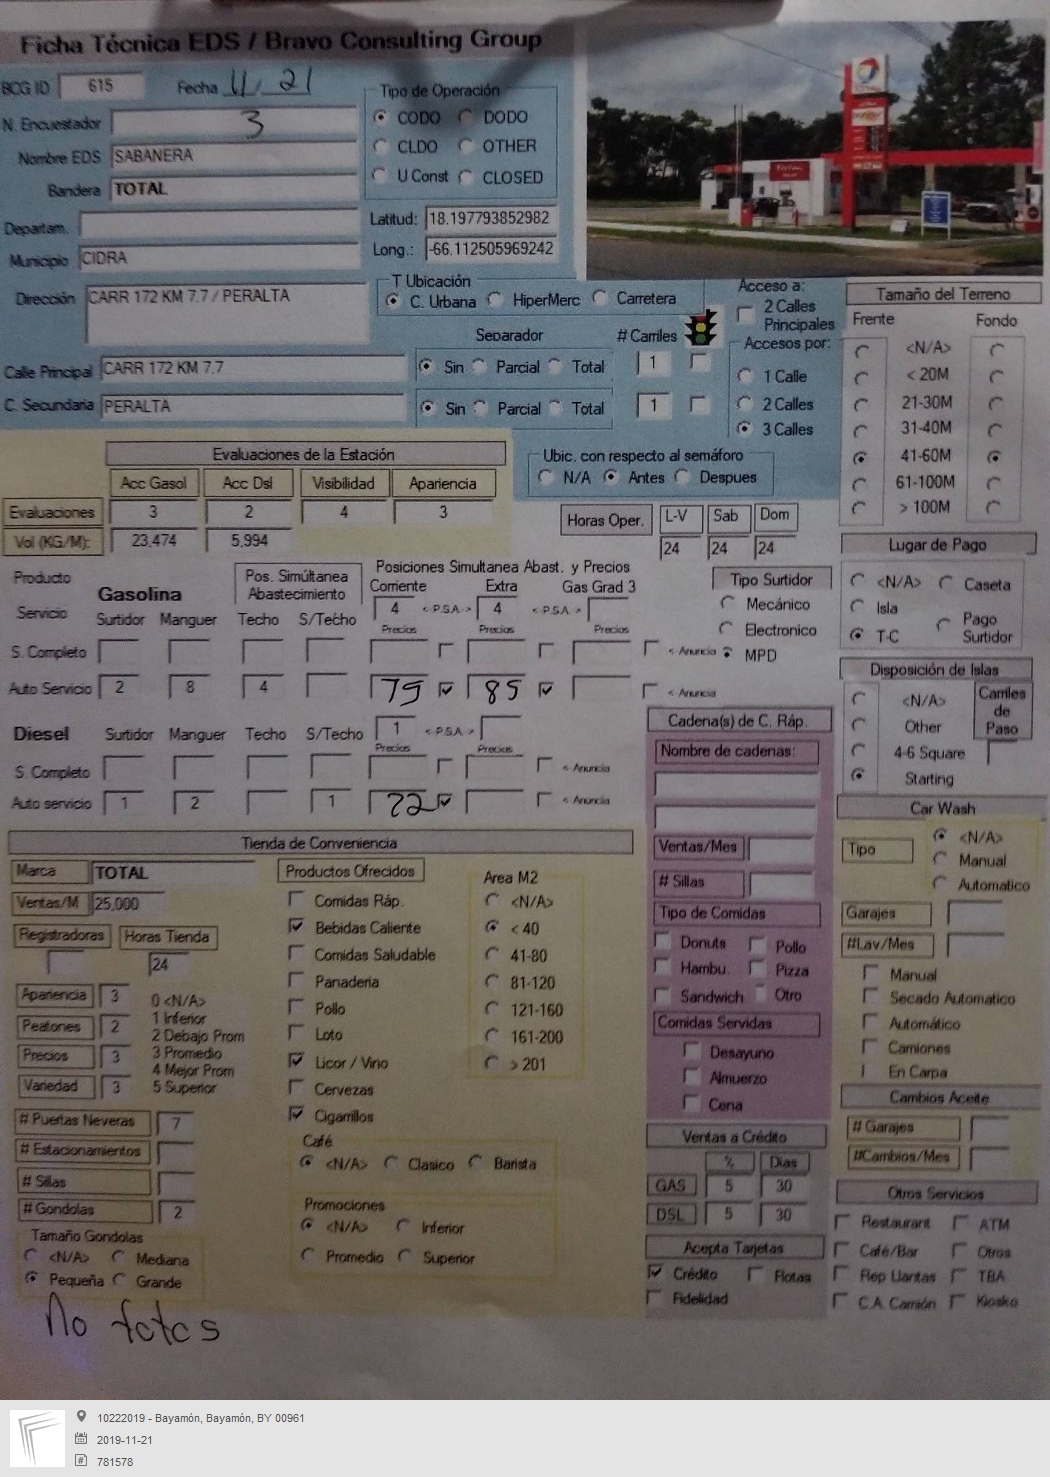 Ficha Técnica EDS / Bravo Consulting Group
BCG ID 615 Fecha 11/21
N. Encuestador 3
Nombre EDS SABANERA
Bandera TOTAL
Departam.
Municipio CIDRA
Dirección CARR 172 KM 7.7 / PERALTA
Tipo de Operación
CODO DODO
CLDO OTHER
U Const CLOSED
Latitud: 18.197793852982
Long.: -66.112505969242
TOTAL
T Ubicación
C. Urbana HiperMerc Carretera
Acceso a:
2 Calles Principales
Accesos por:
1 Calle
2 Calles
3 Calles
Separador # Carriles
Calle Principal CARR 172 KM 7.7 Sin Parcial Total 1
C. Secundaria PERALTA Sin Parcial Total 1
Tamaño del Terreno
Frente Fondo
<N/A>
< 20M
21-30M
31-40M
41-60M
61-100M
> 100M
Evaluaciones de la Estación
Acc Gasol Acc Dsl Visibilidad Apariencia
Evaluaciones 3 2 4 3
Vol (KG/M): 23,474 5,994
Ubic. con respecto al semáforo
N/A Antes Despues
Horas Oper. L-V Sab Dom
24 24 24
Lugar de Pago
<N/A> Caseta
Isla Pago Surtidor
T-C
Producto Gasolina Pos. Simúltanea Abastecimiento
Posiciones Simultanea Abast. y Precios
Corriente Extra Gas Grad 3
Servicio Surtidor Manguer Techo S/Techo 4 <-P.S.A.-> 4 <-P.S.A.->
Precios Precios Precios
S. Completo < Anuncia
Auto Servicio 2 8 4 75 85 < Anuncia
Tipo Surtidor
Mecánico
Electronico
MPD
Diesel Surtidor Manguer Techo S/Techo 1 <-P.S.A.->
Precios Precios
S. Completo < Anuncia
Auto servicio 1 2 1 72 < Anuncia
Disposición de Islas
<N/A>
Other
4-6 Square
Starting
Carriles de Paso
Tienda de Conveniencia
Marca TOTAL
Ventas/M 25,000
Registradoras Horas Tienda
24
Apariencia 3
Peatones 2
Precios 3
Variedad 3
0 <N/A>
1 Inferior
2 Debajo Prom
3 Promedio
4 Mejor Prom
5 Superior
# Puertas Neveras 7
# Estacionamientos
# Sillas
# Gondolas 2
Tamaño Gondolas
<N/A> Mediana
Pequeña Grande
Productos Ofrecidos
Comidas Ráp.
Bebidas Caliente
Comidas Saludable
Panaderia
Pollo
Loto
Licor / Vino
Cervezas
Cigarrillos
Area M2
<N/A>
< 40
41-80
81-120
121-160
161-200
> 201
Café
<N/A> Clasico Barista
Promociones
<N/A> Inferior
Promedio Superior
Cadena(s) de C. Ráp.
Nombre de cadenas:
Ventas/Mes
# Sillas
Tipo de Comidas
Donuts Pollo
Hambu. Pizza
Sandwich Otro
Comidas Servidas
Desayuno
Almuerzo
Cena
Ventas a Crédito
% Dias
GAS 5 30
DSL 5 30
Acepta Tarjetas
Crédito Flotas
Fidelidad
Car Wash
Tipo <N/A>
Manual
Automatico
Garajes
#Lav/Mes
Manual
Secado Automatico
Automático
Camiones
En Carpa
Cambios Aceite
# Garajes
#Cambios/Mes
Otros Servicios
Restaurant ATM
Café/Bar Otros
Rep Llantas TBA
C.A. Camión Kiosko
No fotos
10222019 - Bayamón, Bayamón, BY 00961
2019-11-21
781578